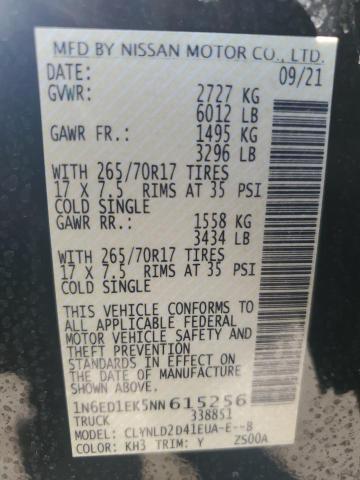 MFD BY NISSAN MOTOR CO., LTD.
DATE: 09/21
GVWR: 2727 KG
6012 LB
GAWR FR.: 1495 KG
3296 LB
WITH 265/70R17 TIRES
17 X 7.5 RIMS AT 35 PSI
COLD SINGLE
GAWR RR.: 1558 KG
3434 LB
WITH 265/70R17 TIRES
17 X 7.5 RIMS AT 35 PSI
COLD SINGLE
THIS VEHICLE CONFORMS TO
ALL APPLICABLE FEDERAL
MOTOR VEHICLE SAFETY AND
THEFT PREVENTION STANDARDS
IN EFFECT ON THE DATE OF
MANUFACTURE SHOWN ABOVE.
1N6ED1EK5NN615256
TRUCK 338851
MODEL: CLYNLD2D41EUA-E--B
COLOR: KH3 TRIM: Y ZS00A